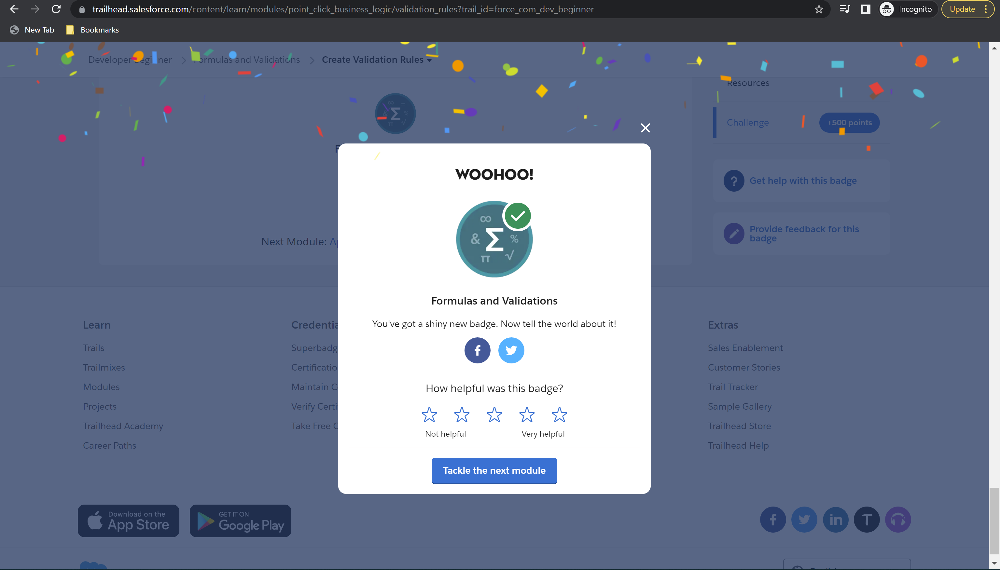 trailhead.salesforce.com/content/learn/modules/point_click_business_logic/validation_rules?trail_id=force_com_dev_beginner
Incognito
Update
New Tab
Bookmarks
Developer Beginner
Formulas and Validations
Create Validation Rules
Resources
∞ =
& Σ %
π √
Challenge
+500 points
WOOHOO!
Get help with this badge
∞
& Σ %
π √
Provide feedback for this
badge
Next Module:
Formulas and Validations
You've got a shiny new badge. Now tell the world about it!
How helpful was this badge?
Not helpful
Very helpful
Tackle the next module
Learn
Trails
Trailmixes
Modules
Projects
Trailhead Academy
Career Paths
Credentia
Superbadg
Certificatio
Maintain C
Verify Certi
Take Free C
Extras
Sales Enablement
Customer Stories
Trail Tracker
Sample Gallery
Trailhead Store
Trailhead Help
Download on the
App Store
GET IT ON
Google Play